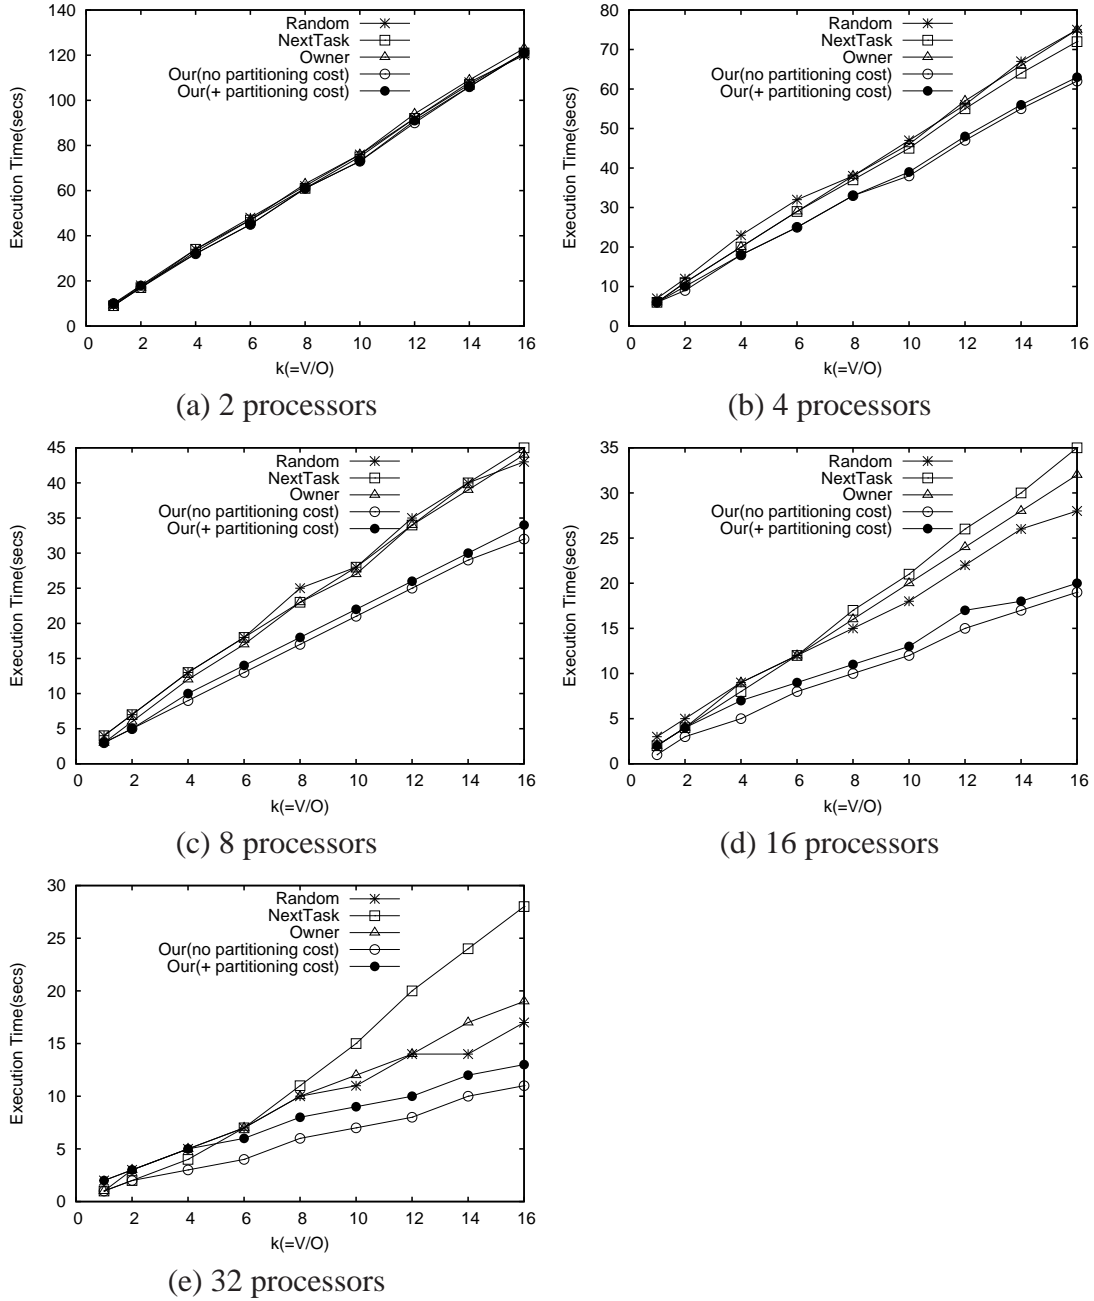 Execution Time(secs)
140
120
100
80
60
40
20
0
0 2 4 6 8 10 12 14 16
k(=V/O)
Random
NextTask
Owner
Our(no partitioning cost)
Our(+ partitioning cost)
(a) 2 processors
Execution Time(secs)
80
70
60
50
40
30
20
10
0
0 2 4 6 8 10 12 14 16
k(=V/O)
Random
NextTask
Owner
Our(no partitioning cost)
Our(+ partitioning cost)
(b) 4 processors
Execution Time(secs)
45
40
35
30
25
20
15
10
5
0
0 2 4 6 8 10 12 14 16
k(=V/O)
Random
NextTask
Owner
Our(no partitioning cost)
Our(+ partitioning cost)
(c) 8 processors
Execution Time(secs)
35
30
25
20
15
10
5
0
0 2 4 6 8 10 12 14 16
k(=V/O)
Random
NextTask
Owner
Our(no partitioning cost)
Our(+ partitioning cost)
(d) 16 processors
Execution Time(secs)
30
25
20
15
10
5
0
0 2 4 6 8 10 12 14 16
k(=V/O)
Random
NextTask
Owner
Our(no partitioning cost)
Our(+ partitioning cost)
(e) 32 processors